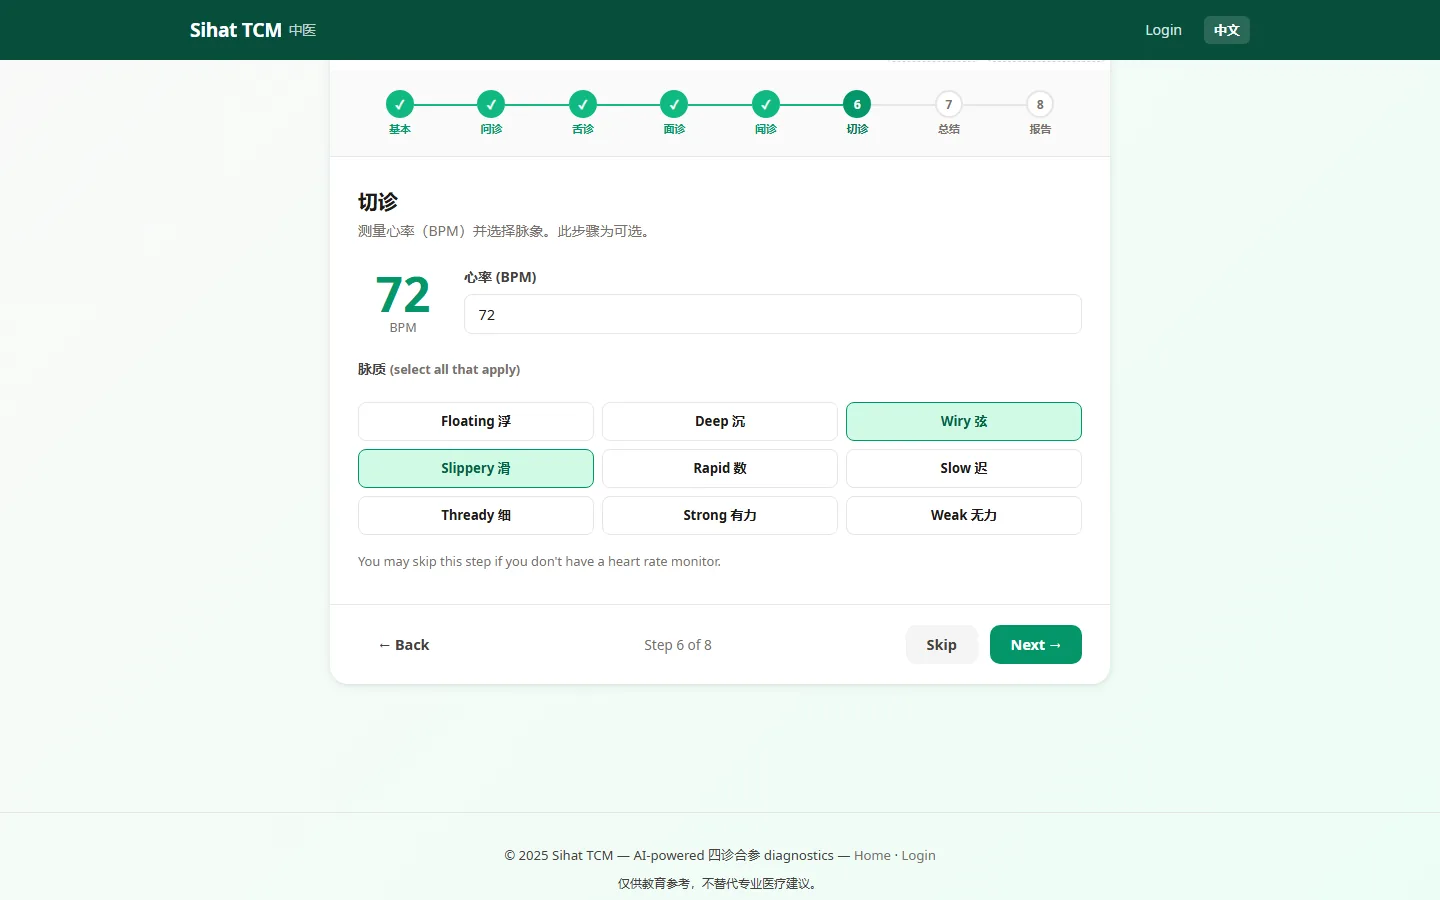 Sihat TCM 中医
Login 中文
✓ ✓ ✓ ✓ ✓ 6 7 8
基本 问诊 舌诊 面诊 闻诊 切诊 总结 报告
切诊
测量心率（BPM）并选择脉象。此步骤为可选。
72
BPM
心率 (BPM)
72
脉质 (select all that apply)
Floating 浮 Deep 沉 Wiry 弦
Slippery 滑 Rapid 数 Slow 迟
Thready 细 Strong 有力 Weak 无力
You may skip this step if you don't have a heart rate monitor.
← Back Step 6 of 8 Skip Next →
© 2025 Sihat TCM — AI-powered 四诊合参 diagnostics — Home · Login
仅供教育参考，不替代专业医疗建议。